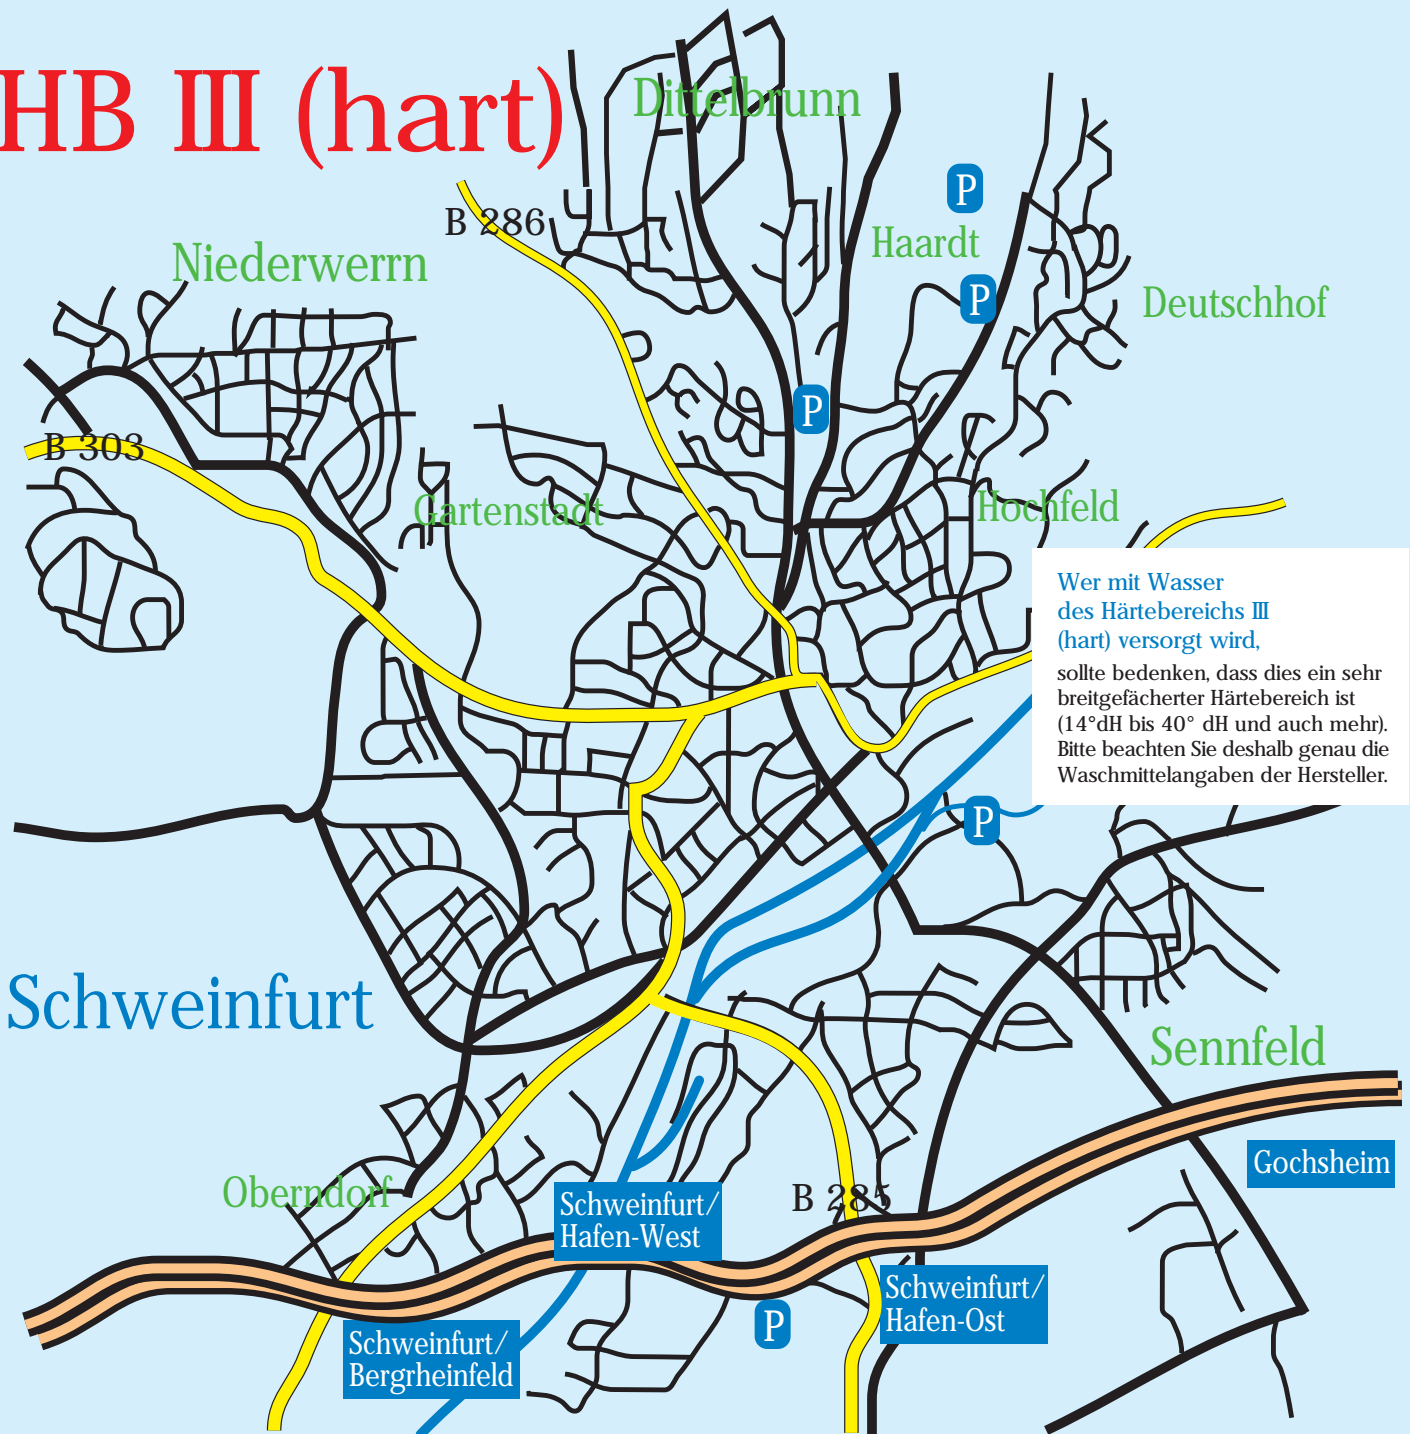 HB III (hart)
Dittelbrunn
P
B 286
Haardt
Niederwerrn
P
Deutschhof
P
B 303
Gartenstadt
Hochfeld
Wer mit Wasser
des Härtebereichs III
(hart) versorgt wird,
sollte bedenken, dass dies ein sehr
breitgefächerter Härtebereich ist
(14°dH bis 40° dH und auch mehr).
Bitte beachten Sie deshalb genau die
Waschmittelangaben der Hersteller.
P
Schweinfurt
Sennfeld
Gochsheim
Oberndorf
Schweinfurt/
Hafen-West
B 285
Schweinfurt/
Hafen-Ost
P
Schweinfurt/
Bergrheinfeld